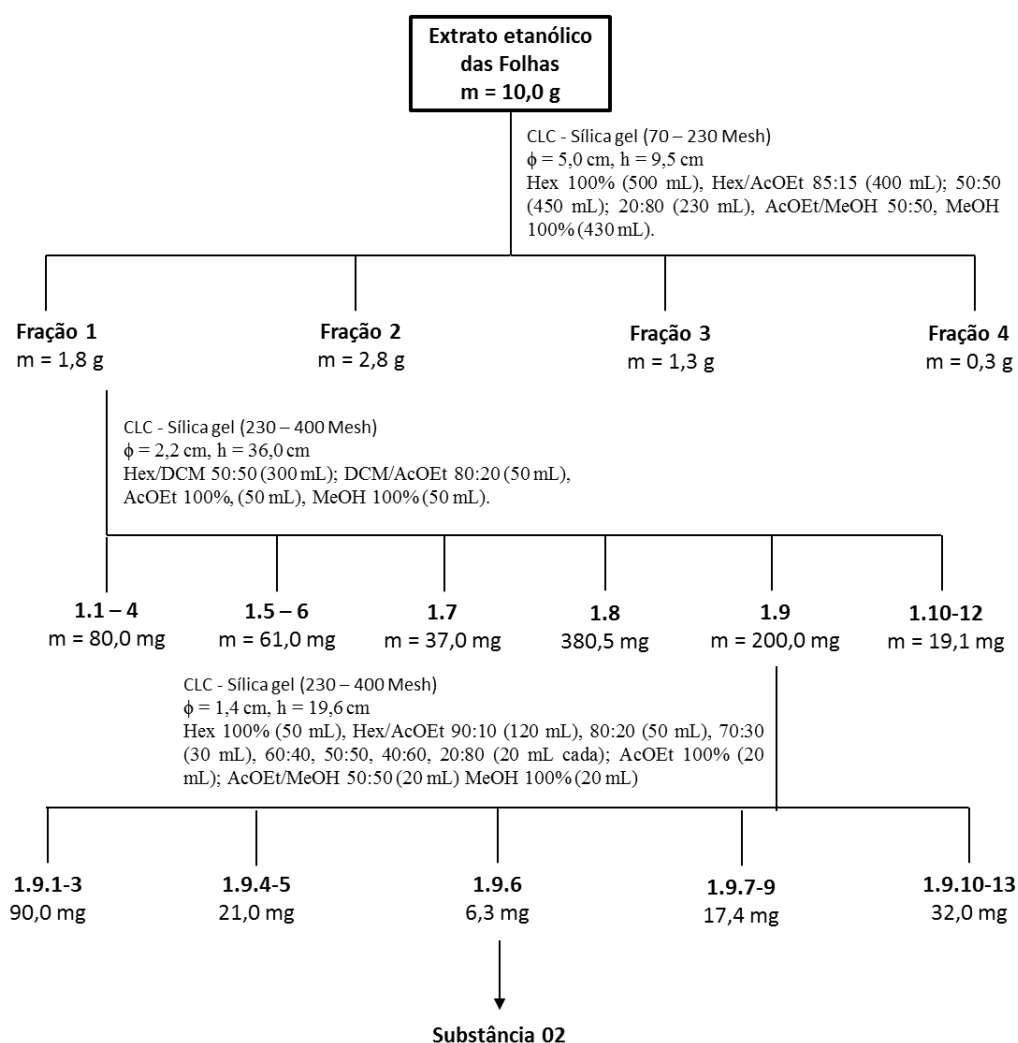 Extrato etanólico
das Folhas
m = 10,0 g
CLC - Sílica gel (70 – 230 Mesh)
ϕ = 5,0 cm, h = 9,5 cm
Hex 100% (500 mL), Hex/AcOEt 85:15 (400 mL); 50:50
(450 mL); 20:80 (230 mL), AcOEt/MeOH 50:50, MeOH
100% (430 mL).
Fração 1
m = 1,8 g
Fração 2
m = 2,8 g
Fração 3
m = 1,3 g
Fração 4
m = 0,3 g
CLC - Sílica gel (230 – 400 Mesh)
ϕ = 2,2 cm, h = 36,0 cm
Hex/DCM 50:50 (300 mL); DCM/AcOEt 80:20 (50 mL),
AcOEt 100%, (50 mL), MeOH 100% (50 mL).
1.1 – 4
m = 80,0 mg
1.5 – 6
m = 61,0 mg
1.7
m = 37,0 mg
1.8
380,5 mg
1.9
m = 200,0 mg
1.10-12
m = 19,1 mg
CLC - Sílica gel (230 – 400 Mesh)
ϕ = 1,4 cm, h = 19,6 cm
Hex 100% (50 mL), Hex/AcOEt 90:10 (120 mL), 80:20 (50 mL), 70:30
(30 mL), 60:40, 50:50, 40:60, 20:80 (20 mL cada); AcOEt 100% (20
mL); AcOEt/MeOH 50:50 (20 mL) MeOH 100% (20 mL)
1.9.1-3
90,0 mg
1.9.4-5
21,0 mg
1.9.6
6,3 mg
1.9.7-9
17,4 mg
1.9.10-13
32,0 mg
Substância 02